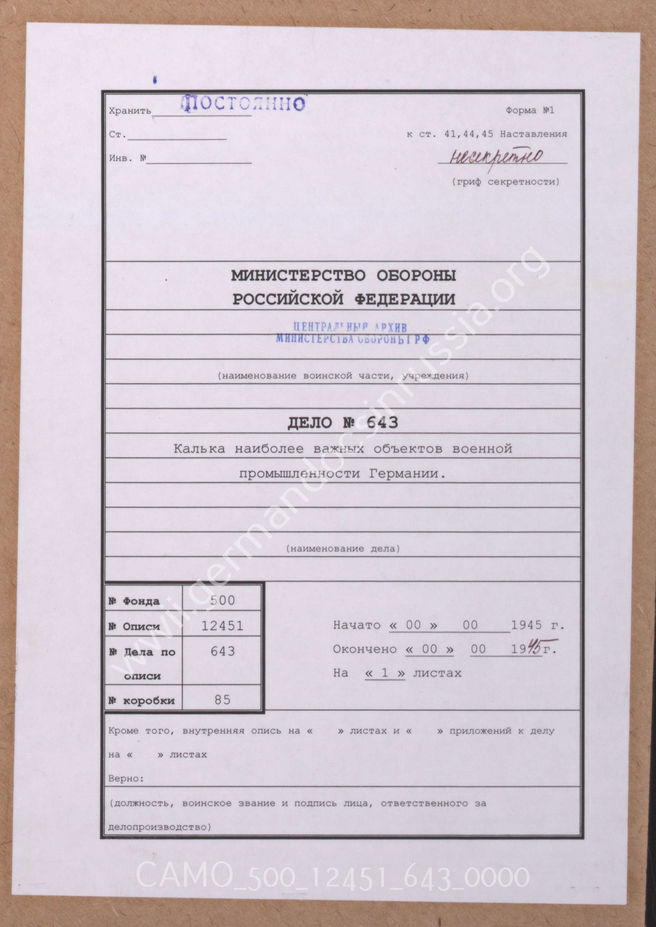 Хранить ПОСТОЯННО
Форма №1
Ст.
к ст. 41,44,45 Наставления
Инв. №
несекретно
(гриф секретности)
МИНИСТЕРСТВО ОБОРОНЫ
РОССИЙСКОЙ ФЕДЕРАЦИИ
ЦЕНТРАЛЬНЫЙ АРХИВ
МИНИСТЕРСТВА ОБОРОНЫ РФ
(наименование воинской части, учреждения)
ДЕЛО № 643
Калька наиболее важных объектов военной
промышленности Германии.
(наименование дела)
№ Фонда 500
№ Описи 12451
№ Дела по 643
описи
№ коробки 85
Начато « 00 » 00 1945 г.
Окончено « 00 » 00 1945г.
На « 1 » листах
Кроме того, внутренняя опись на « » листах и « » приложений к делу
на « » листах
Верно:
(должность, воинское звание и подпись лица, ответственного за
делопроизводство)
www.germandocsinrussia.org
CAMO_500_12451_643_0000